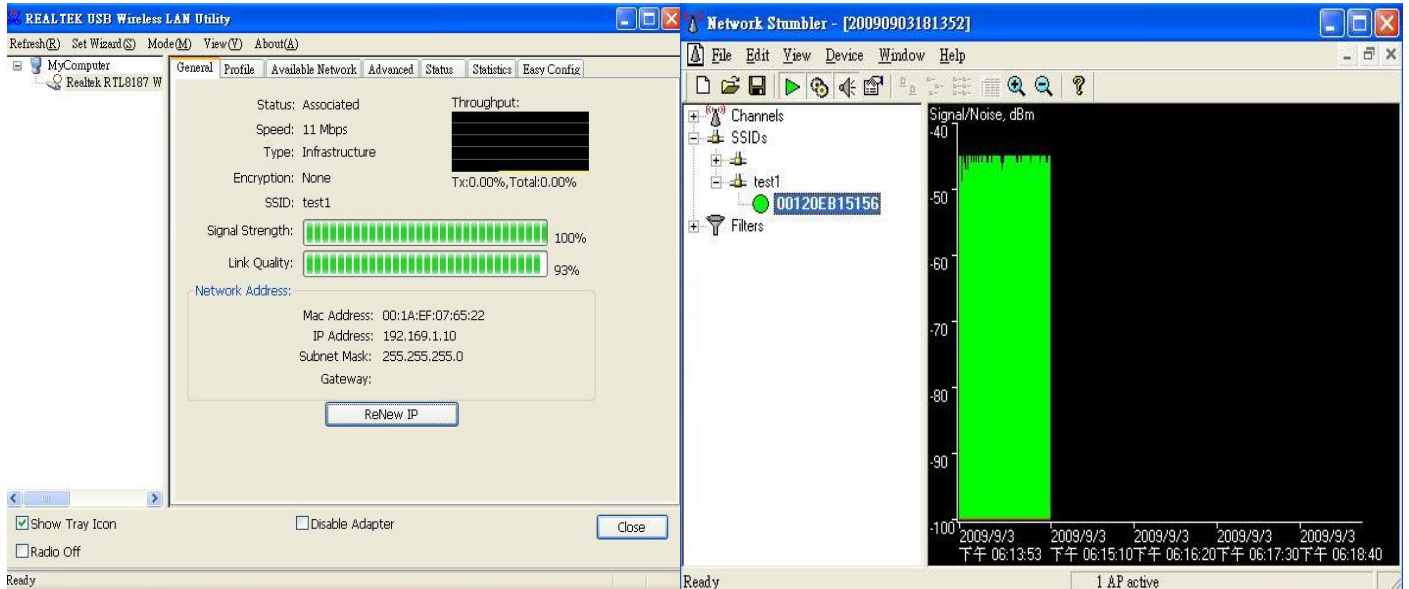 REALTEK USB Wireless LAN Utility
Refresh(R) Set Wizard(S) Mode(M) View(V) About(A)
MyComputer
Realtek RTL8187 W
General Profile Available Network Advanced Status Statistics Easy Config
Status: Associated
Throughput:
Speed: 11 Mbps
Type: Infrastructure
Encryption: None
Tx:0.00%,Total:0.00%
SSID: test1
Signal Strength: 100%
Link Quality: 93%
Network Address:
Mac Address: 00:1A:EF:07:65:22
IP Address: 192.169.1.10
Subnet Mask: 255.255.255.0
Gateway:
ReNew IP
Show Tray Icon
Disable Adapter
Close
Radio Off
Ready
Network Stumbler - [20090903181352]
File Edit View Device Window Help
Channels
SSIDs
test1
00120EB15156
Filters
Signal/Noise, dBm
-40
-50
-60
-70
-80
-90
-100
2009/9/3 2009/9/3 2009/9/3 2009/9/3 2009/9/3
下午 06:13:53 下午 06:15:10下午 06:16:20下午 06:17:30下午 06:18:40
Ready
1 AP active